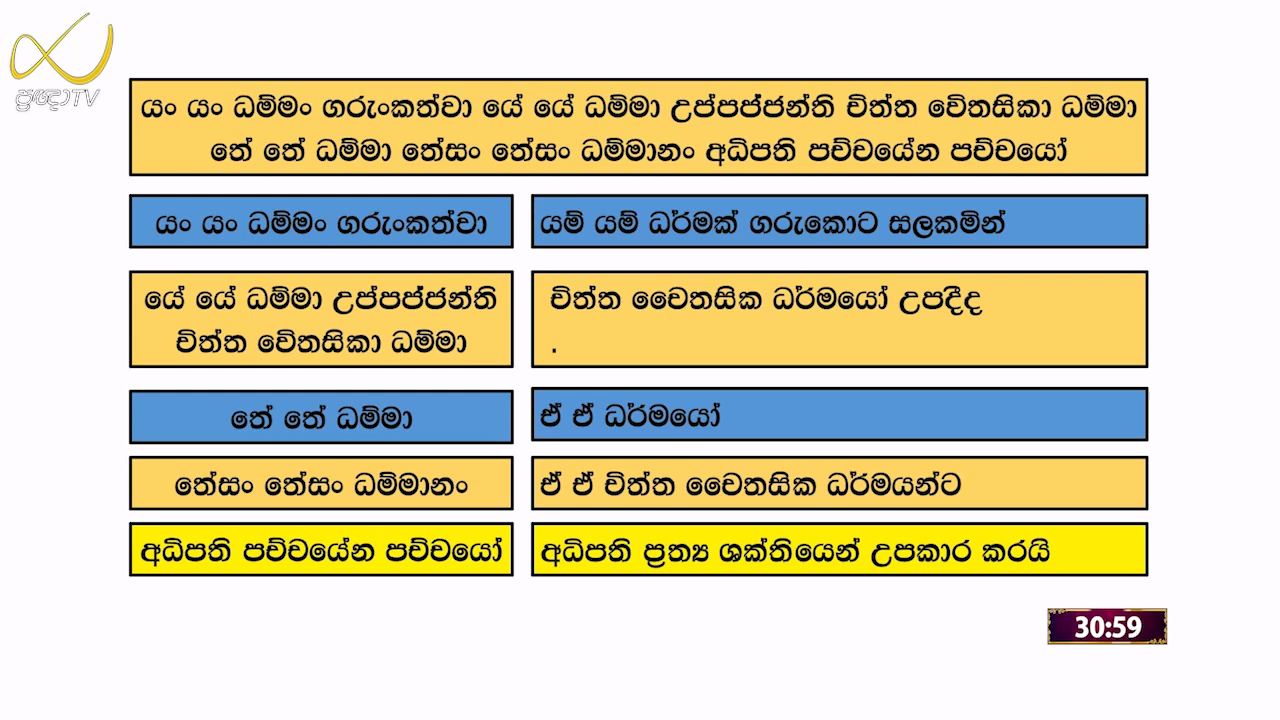 ප්‍රඥාTV
යං යං ධම්මං ගරුංකත්වා යේ යේ ධම්මා උප්පජ්ජන්ති චිත්ත චේතසිකා ධම්මා
තේ තේ ධම්මා තේසං තේසං ධම්මානං අධිපති පච්චයේන පච්චයෝ
යං යං ධම්මං ගරුංකත්වා
යම් යම් ධර්මක් ගරුකොට සලකමින්
යේ යේ ධම්මා උප්පජ්ජන්ති
චිත්ත චේතසිකා ධම්මා
චිත්ත චෛතසික ධර්මයෝ උපදීද
.
තේ තේ ධම්මා
ඒ ඒ ධර්මයෝ
තේසං තේසං ධම්මානං
ඒ ඒ චිත්ත චෛතසික ධර්මයන්ට
අධිපති පච්චයේන පච්චයෝ
අධිපති ප්‍රත්‍ය ශක්තියෙන් උපකාර කරයි
30:59